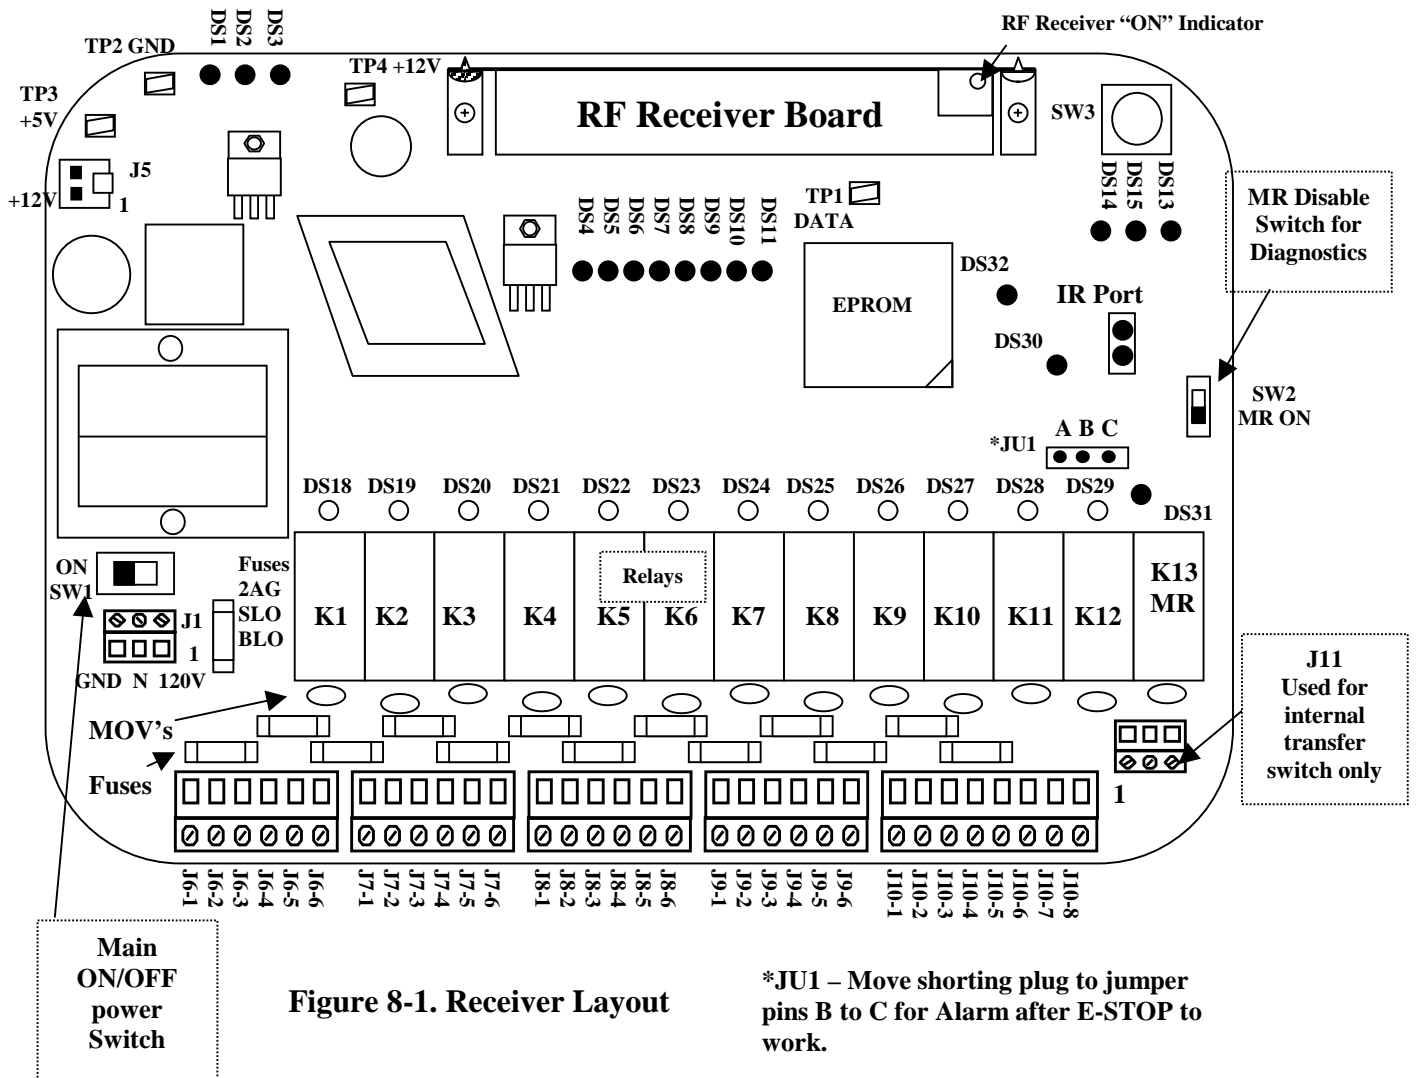 RF Receiver “ON” Indicator
DS1
DS2
DS3
TP2 GND
TP4 +12V
TP3
+5V
RF Receiver Board
SW3
J5
+12V
1
DS4
DS5
DS6
DS7
DS8
DS9
DS10
DS11
TP1
DATA
DS14
DS15
DS13
MR Disable
Switch for
Diagnostics
DS32
EPROM
IR Port
DS30
SW2
MR ON
A B C
*JU1
DS18
DS19
DS20
DS21
DS22
DS23
DS24
DS25
DS26
DS27
DS28
DS29
DS31
ON
SW1
Fuses
2AG
SLO
BLO
Relays
K1
K2
K3
K4
K5
K6
K7
K8
K9
K10
K11
K12
K13
MR
J1
1
GND N 120V
J11
Used for
internal
transfer
switch only
MOV's
Fuses
1
J6-1
J6-2
J6-3
J6-4
J6-5
J6-6
J7-1
J7-2
J7-3
J7-4
J7-5
J7-6
J8-1
J8-2
J8-3
J8-4
J8-5
J8-6
J9-1
J9-2
J9-3
J9-4
J9-5
J9-6
J10-1
J10-2
J10-3
J10-4
J10-5
J10-6
J10-7
J10-8
Main
ON/OFF
power
Switch
Figure 8-1. Receiver Layout
*JU1 – Move shorting plug to jumper
pins B to C for Alarm after E-STOP to
work.